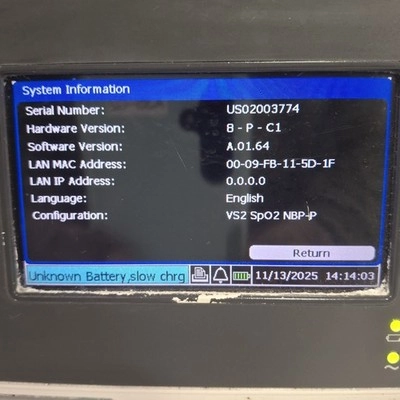 System Information
Serial Number: US02003774
Hardware Version: B - P - C1
Software Version: A.01.64
LAN MAC Address: 00-09-FB-11-5D-1F
LAN IP Address: 0.0.0.0
Language: English
Configuration: VS2 SpO2 NBP-P
Return
Unknown Battery,slow chrg 11/13/2025 14:14:03